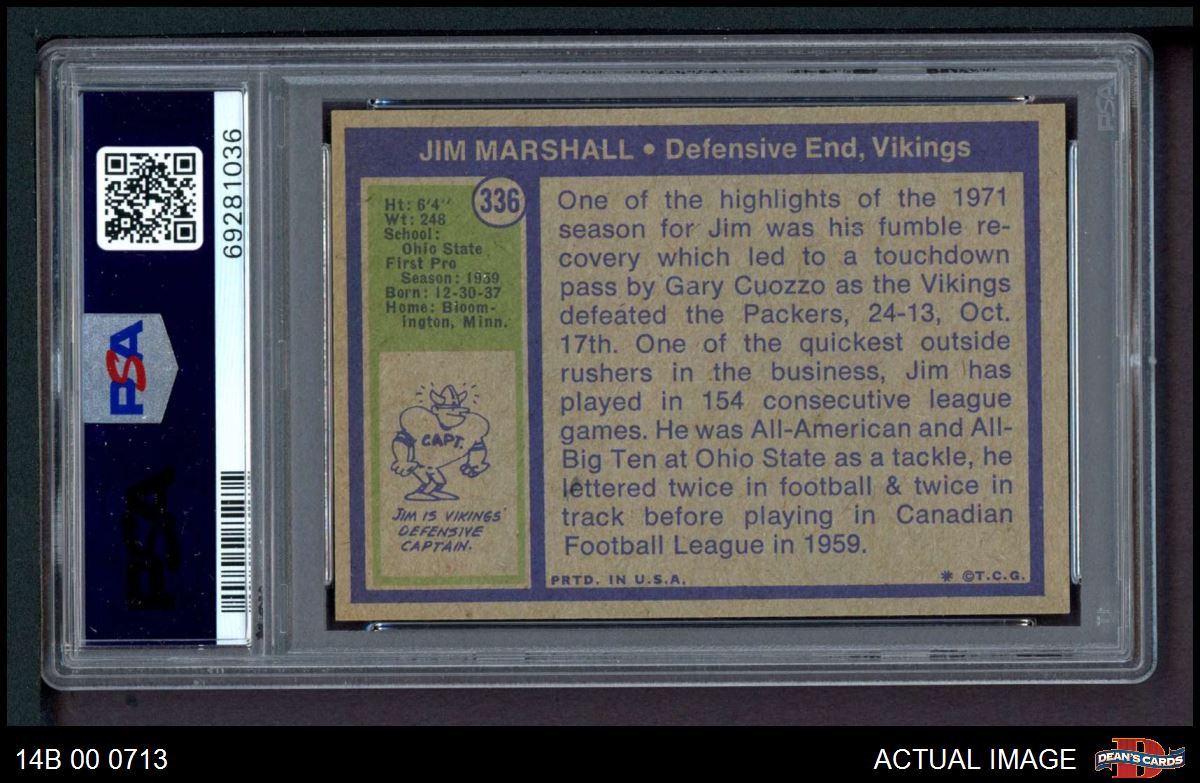 69281036
PSA
PSA
PSA
JIM MARSHALL • Defensive End, Vikings
336
Ht: 6'4''
Wt: 248
School:
Ohio State
First Pro
Season: 1959
Born: 12-30-37
Home: Bloom-
ington, Minn.
CAPT.
JIM IS VIKINGS'
DEFENSIVE
CAPTAIN.
One of the highlights of the 1971
season for Jim was his fumble re-
covery which led to a touchdown
pass by Gary Cuozzo as the Vikings
defeated the Packers, 24-13, Oct.
17th. One of the quickest outside
rushers in the business, Jim has
played in 154 consecutive league
games. He was All-American and All-
Big Ten at Ohio State as a tackle, he
lettered twice in football & twice in
track before playing in Canadian
Football League in 1959.
PRTD. IN U.S.A.
* ©T.C.G.
14B 00 0713
ACTUAL IMAGE
DEAN'S CARDS